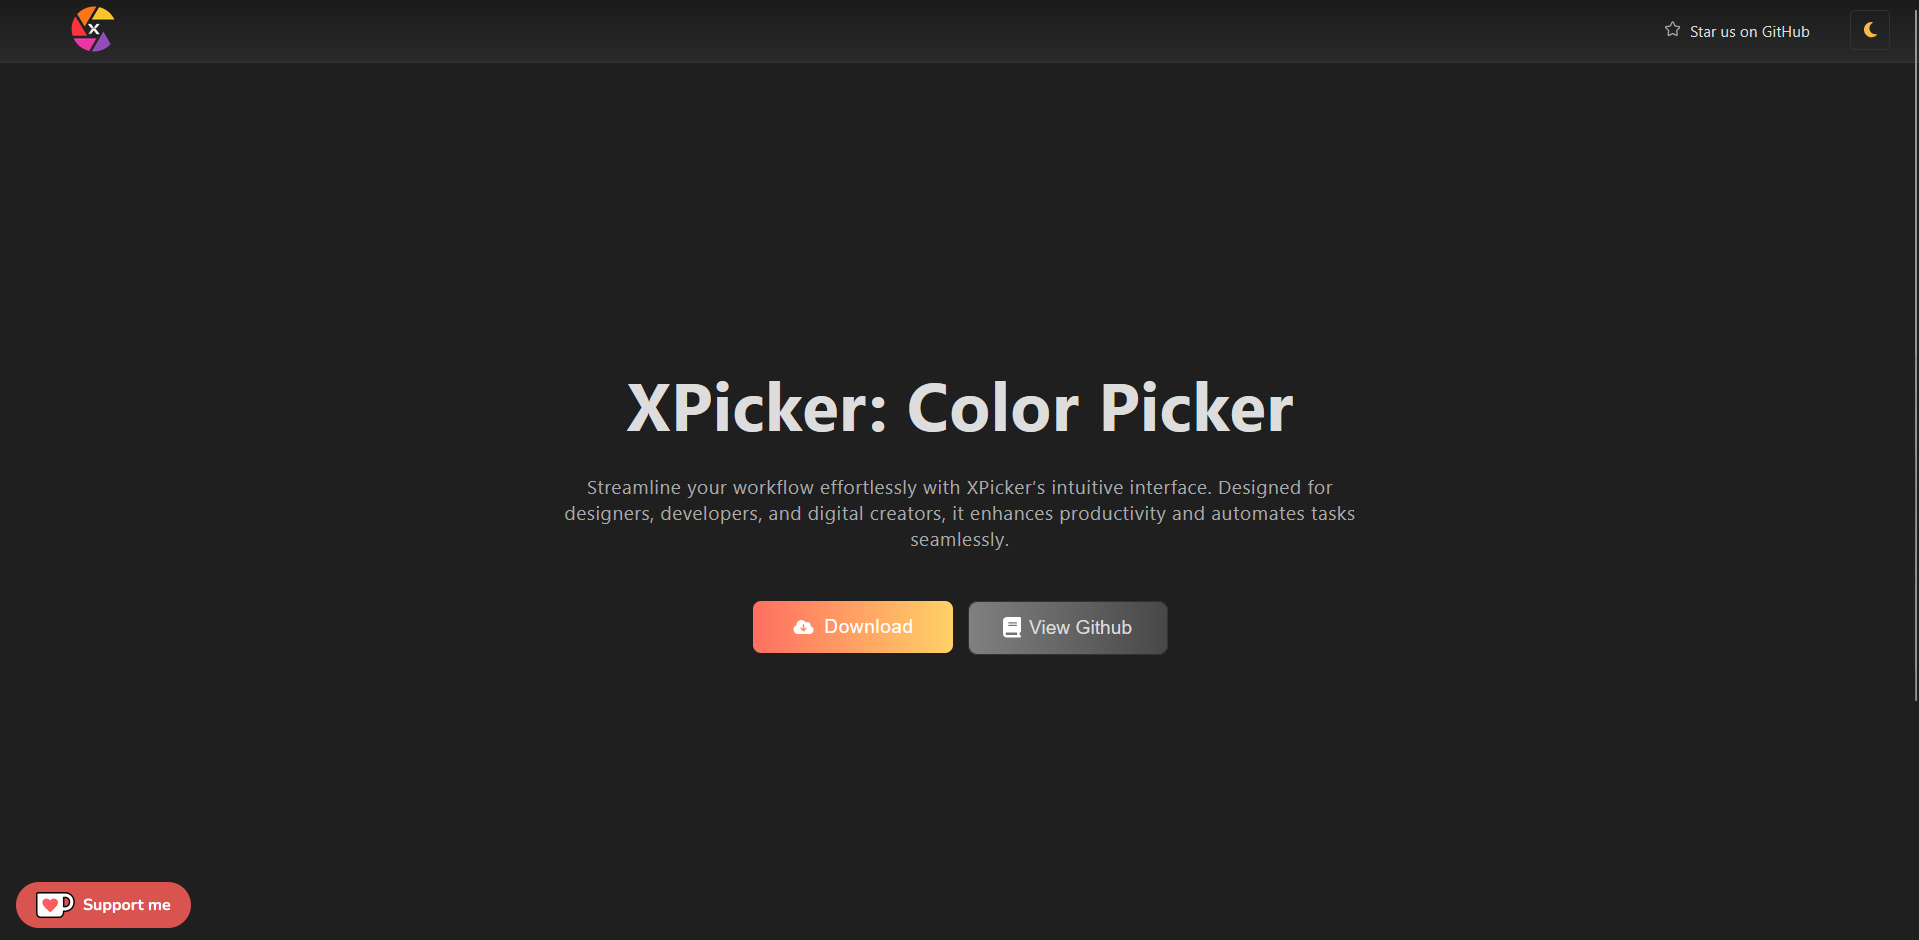 X
Star us on GitHub
XPicker: Color Picker
Streamline your workflow effortlessly with XPicker’s intuitive interface. Designed for
designers, developers, and digital creators, it enhances productivity and automates tasks
seamlessly.
Download
View Github
Support me